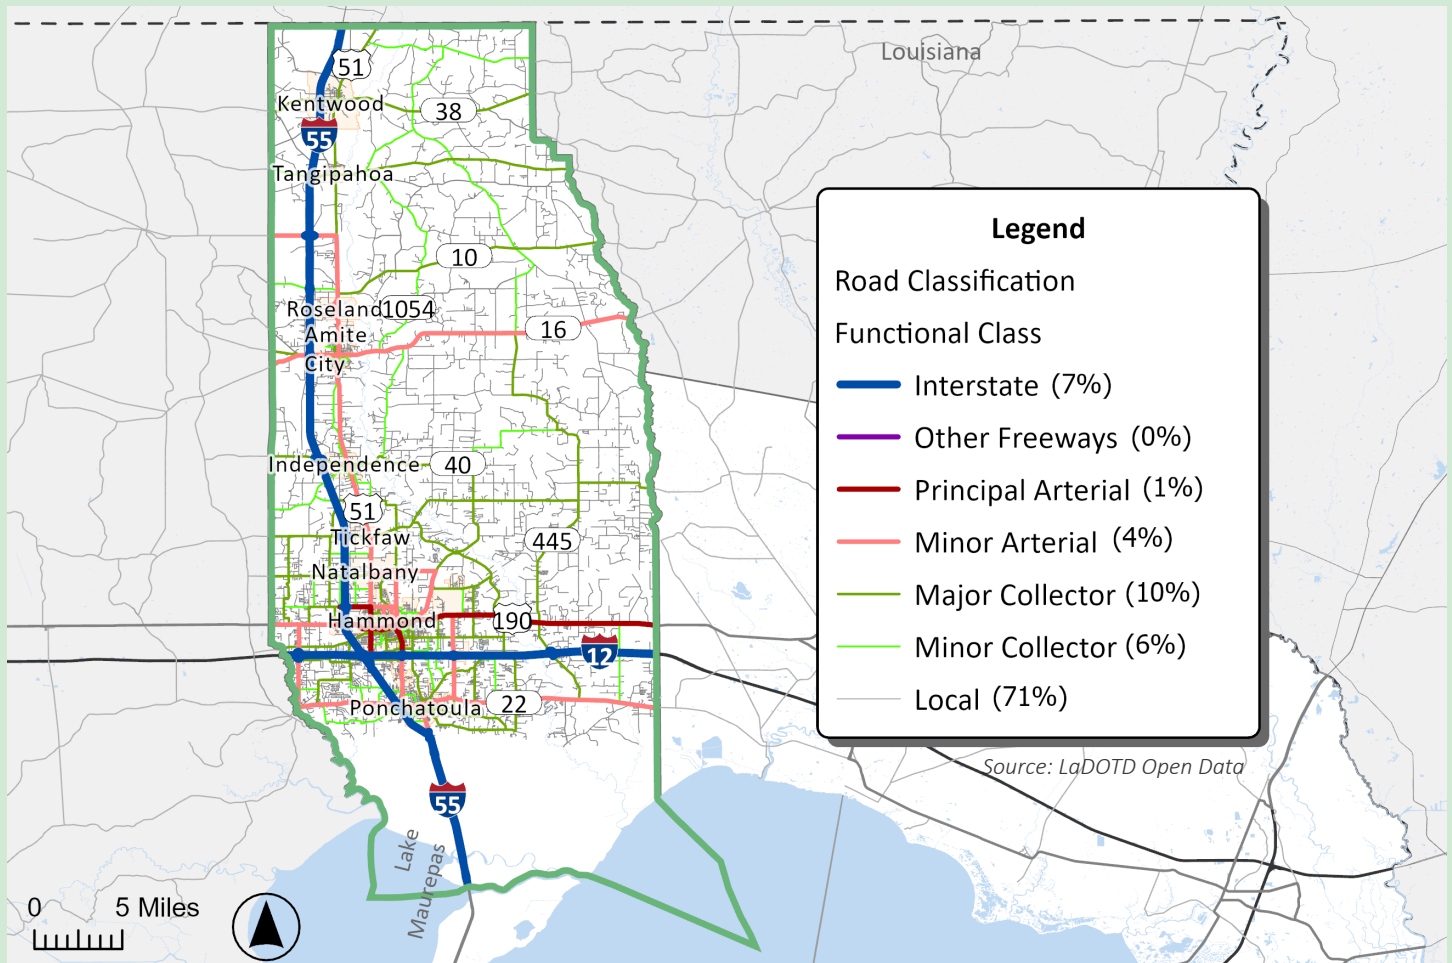 Louisiana
51
Kentwood
38
55
Tangipahoa
10
Roseland
1054
Amite
City
16
Independence
40
51
Tickfaw
445
Natalbany
Hammond
190
12
Ponchatoula
22
55
Lake
Maurepas
Legend
Road Classification
Functional Class
Interstate (7%)
Other Freeways (0%)
Principal Arterial (1%)
Minor Arterial (4%)
Major Collector (10%)
Minor Collector (6%)
Local (71%)
Source: LaDOTD Open Data
0 5 Miles